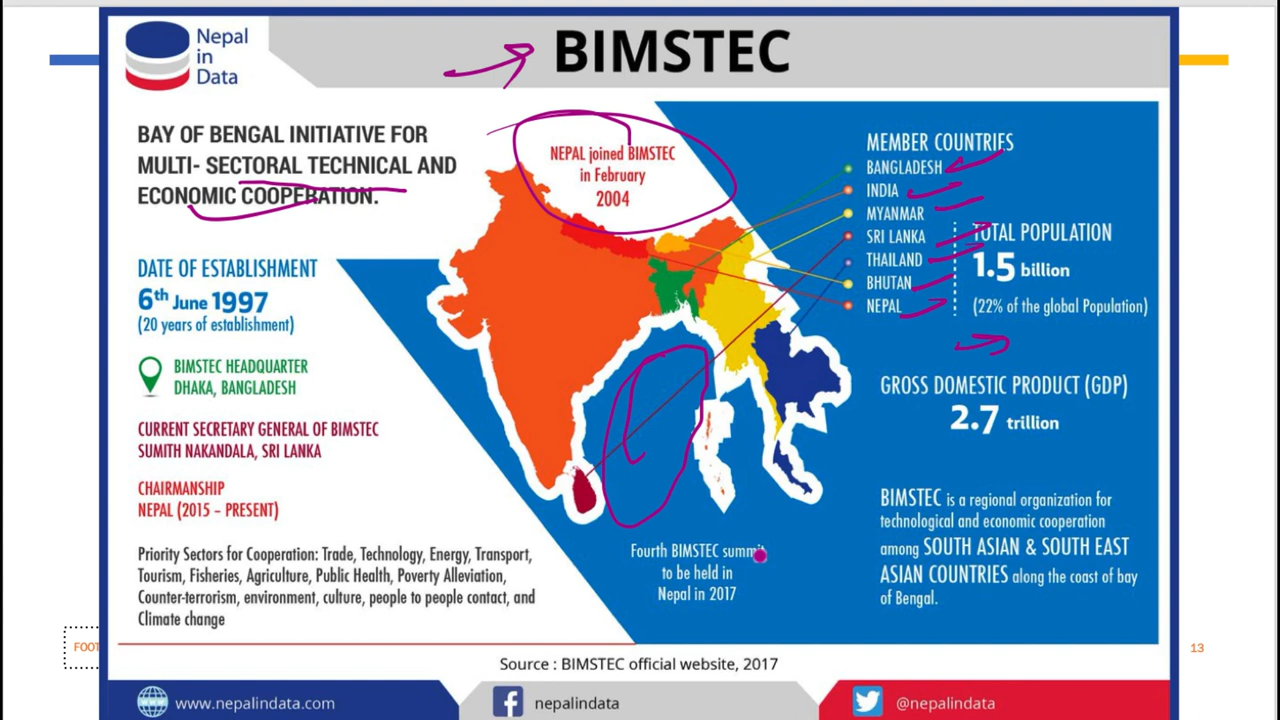 Nepal
in
Data
BIMSTEC
BAY OF BENGAL INITIATIVE FOR
MULTI- SECTORAL TECHNICAL AND
ECONOMIC COOPERATION.
NEPAL joined BIMSTEC
in February
2004
DATE OF ESTABLISHMENT
6th June 1997
(20 years of establishment)
BIMSTEC HEADQUARTER
DHAKA, BANGLADESH
CURRENT SECRETARY GENERAL OF BIMSTEC
SUMITH NAKANDALA, SRI LANKA
CHAIRMANSHIP
NEPAL (2015 – PRESENT)
Priority Sectors for Cooperation: Trade, Technology, Energy, Transport,
Tourism, Fisheries, Agriculture, Public Health, Poverty Alleviation,
Counter-terrorism, environment, culture, people to people contact, and
Climate change
MEMBER COUNTRIES
BANGLADESH
INDIA
MYANMAR
SRI LANKA
THAILAND
BHUTAN
NEPAL
TOTAL POPULATION
1.5 billion
(22% of the global Population)
GROSS DOMESTIC PRODUCT (GDP)
2.7 trillion
BIMSTEC is a regional organization for
technological and economic cooperation
among SOUTH ASIAN & SOUTH EAST
ASIAN COUNTRIES along the coast of bay
of Bengal.
Fourth BIMSTEC summit
to be held in
Nepal in 2017
FOOT
13
Source : BIMSTEC official website, 2017
www.nepalindata.com
nepalindata
@nepalindata